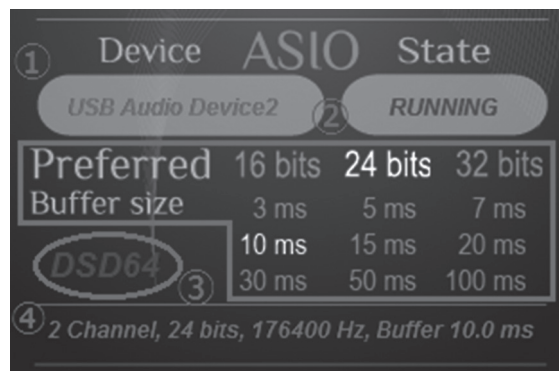 Device ASIO State
① USB Audio Device2 ② RUNNING
Preferred 16 bits 24 bits 32 bits
Buffer size 3 ms 5 ms 7 ms
10 ms 15 ms 20 ms
DSD64 ③ 30 ms 50 ms 100 ms
④ 2 Channel, 24 bits, 176400 Hz, Buffer 10.0 ms